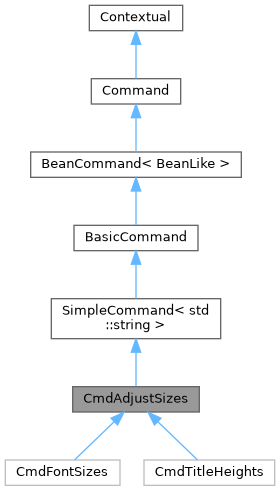 Contextual
Command
BeanCommand< BeanLike >
BasicCommand
SimpleCommand< std
::string >
CmdAdjustSizes
CmdFontSizes
CmdTitleHeights